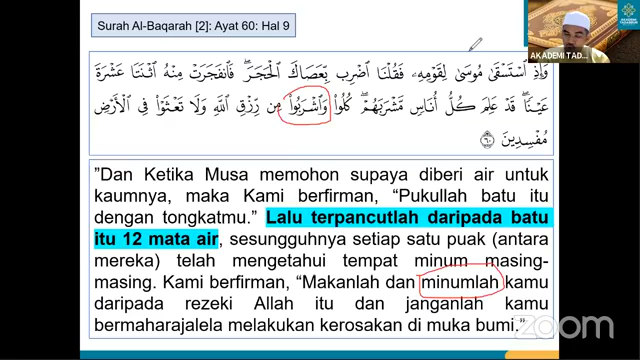 Surah Al-Baqarah [2]: Ayat 60: Hal 9
وَإِذِ ٱسْتَسْقَىٰ مُوسَىٰ لِقَوْمِهِۦ فَقُلْنَا ٱضْرِب بِّعَصَاكَ ٱلْحَجَرَ ۖ فَٱنفَجَرَتْ مِنْهُ ٱثْنَتَا عَشْرَةَ
عَيْنًا ۖ قَدْ عَلِمَ كُلُّ أُنَاسٍ مَّشْرَبَهُمْ ۖ كُلُوا۟ وَٱشْرَبُوا۟ مِن رِّزْقِ ٱللَّهِ وَلَا تَعْثَوْا۟ فِى ٱلْأَرْضِ
مُفْسِدِينَ ٦٠
”Dan Ketika Musa memohon supaya diberi air untuk
kaumnya, maka Kami berfirman, “Pukullah batu itu
dengan tongkatmu.” Lalu terpancutlah daripada batu
itu 12 mata air, sesungguhnya setiap satu puak (antara
mereka) telah mengetahui tempat minum masing-
masing. Kami berfirman, “Makanlah dan minumlah kamu
daripada rezeki Allah itu dan janganlah kamu
bermaharajalela melakukan kerosakan di muka bumi.”
AKADEMI TAD...
zoom